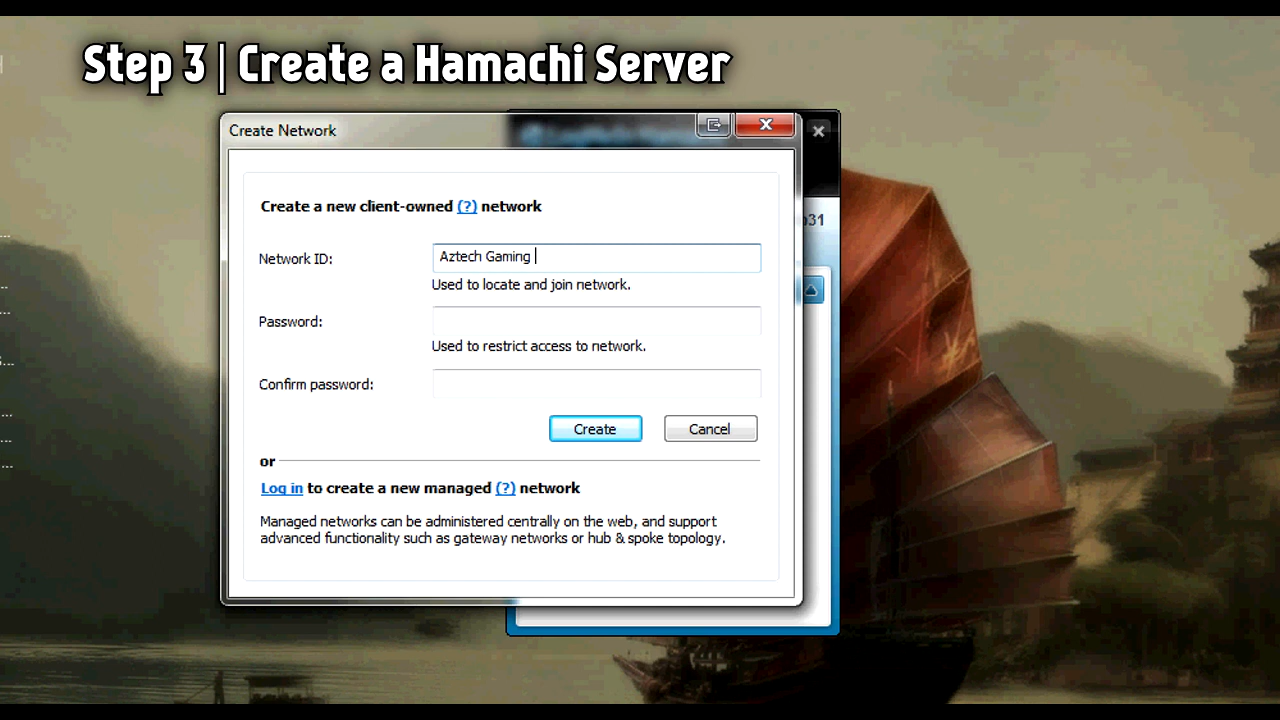 Step 3 | Create a Hamachi Server
Create Network
Create a new client-owned (?) network
Network ID:
Aztech Gaming
Used to locate and join network.
Password:
Used to restrict access to network.
Confirm password:
Create
Cancel
or
Log in to create a new managed (?) network
Managed networks can be administered centrally on the web, and support
advanced functionality such as gateway networks or hub & spoke topology.